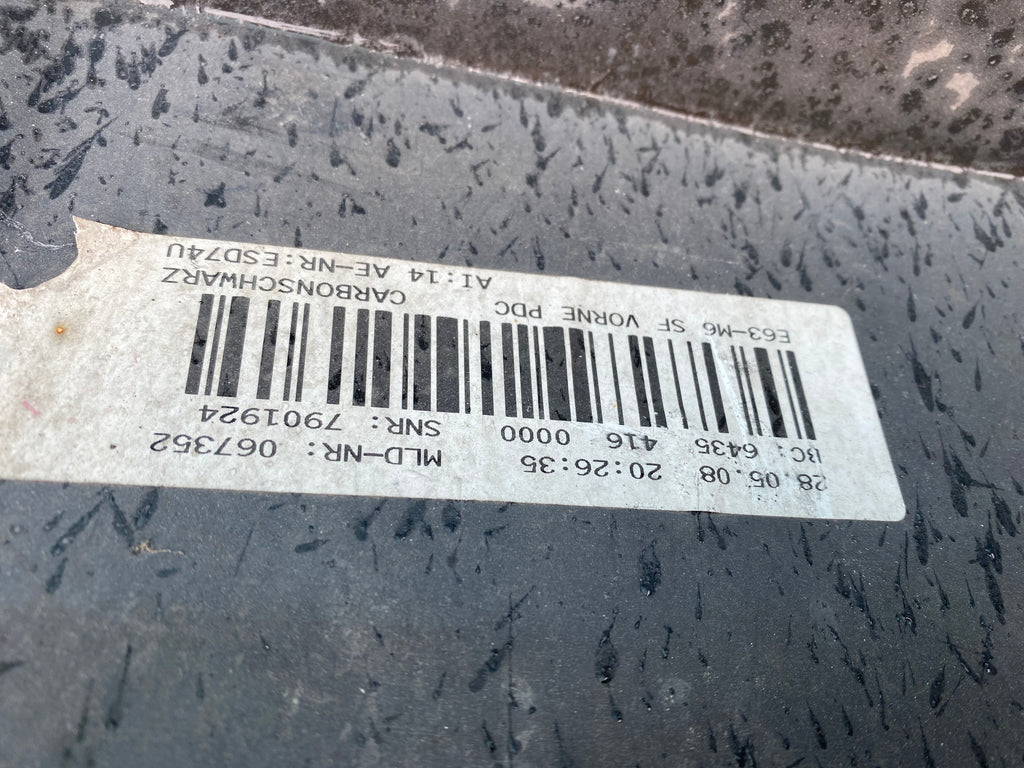 28.05.08 20:26:35 MLD-NR: 067352
BC: 6435 416 0000 SNR: 7901924
E63-M6 SF VORNE PDC CARBONSCHWARZ
AI:14 AE-NR:ESD74U